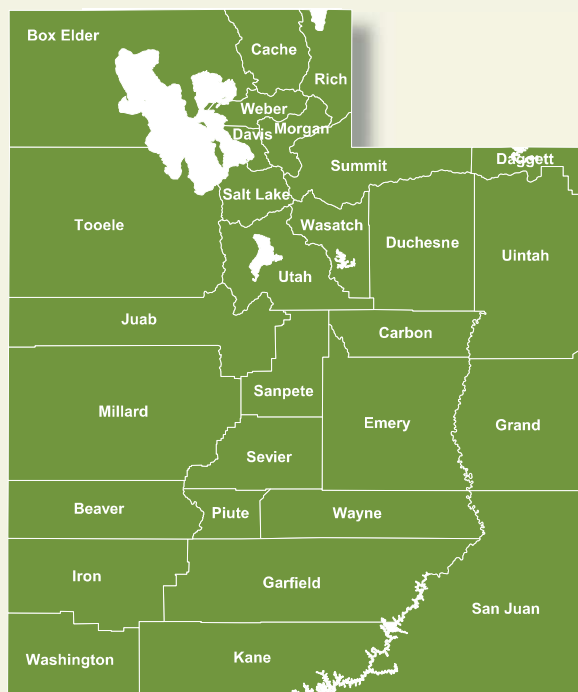 Box Elder
Cache
Rich
Weber
Davis
Morgan
Summit
Daggett
Salt Lake
Wasatch
Tooele
Duchesne
Uintah
Utah
Juab
Carbon
Sanpete
Millard
Emery
Grand
Sevier
Beaver
Piute
Wayne
Iron
Garfield
San Juan
Washington
Kane